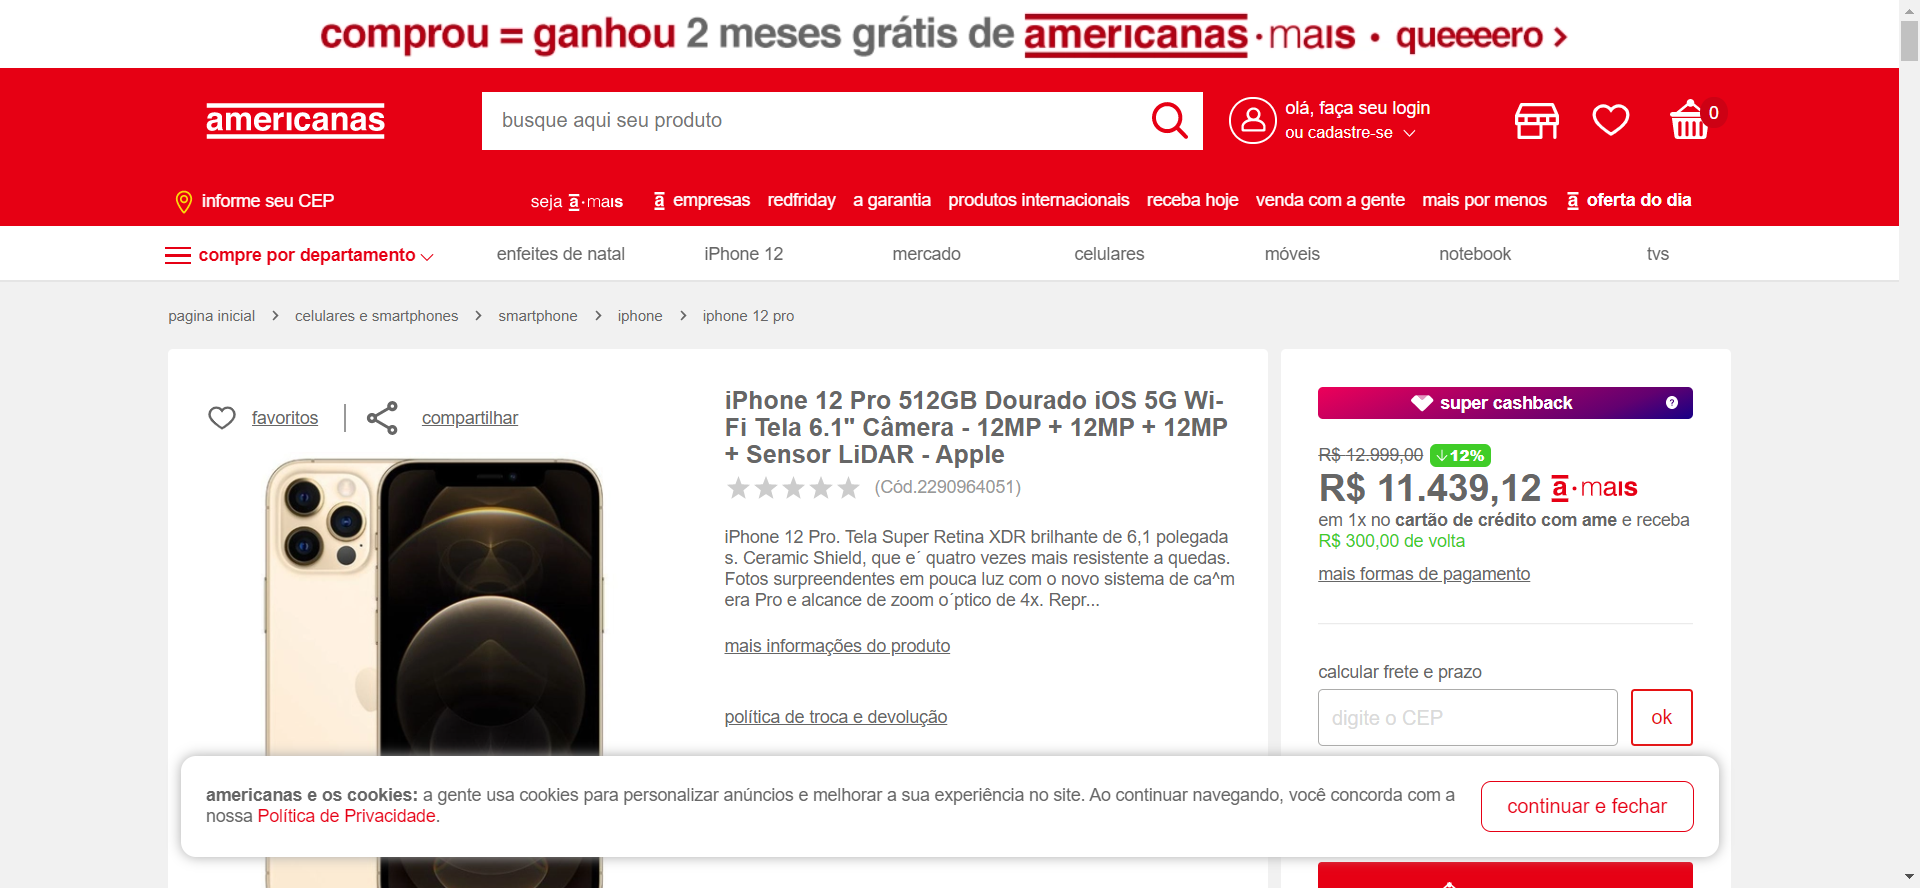 comprou = ganhou 2 meses grátis de americanas · mais • queeeero >
americanas
busque aqui seu produto
olá, faça seu login
ou cadastre-se
0
informe seu CEP
seja a·mais
a empresas
redfriday
a garantia
produtos internacionais
receba hoje
venda com a gente
mais por menos
a oferta do dia
compre por departamento
enfeites de natal
iPhone 12
mercado
celulares
móveis
notebook
tvs
pagina inicial > celulares e smartphones > smartphone > iphone > iphone 12 pro
favoritos
compartilhar
iPhone 12 Pro 512GB Dourado iOS 5G Wi-
Fi Tela 6.1" Câmera - 12MP + 12MP + 12MP
+ Sensor LiDAR - Apple
(Cód.2290964051)
iPhone 12 Pro. Tela Super Retina XDR brilhante de 6,1 polegada
s. Ceramic Shield, que e´ quatro vezes mais resistente a quedas.
Fotos surpreendentes em pouca luz com o novo sistema de ca^m
era Pro e alcance de zoom o´ptico de 4x. Repr...
mais informações do produto
política de troca e devolução
super cashback ?
R$ 12.999,00 ↓12%
R$ 11.439,12 a·mais
em 1x no cartão de crédito com ame e receba
R$ 300,00 de volta
mais formas de pagamento
calcular frete e prazo
digite o CEP
ok
americanas e os cookies: a gente usa cookies para personalizar anúncios e melhorar a sua experiência no site. Ao continuar navegando, você concorda com a
nossa Política de Privacidade.
continuar e fechar